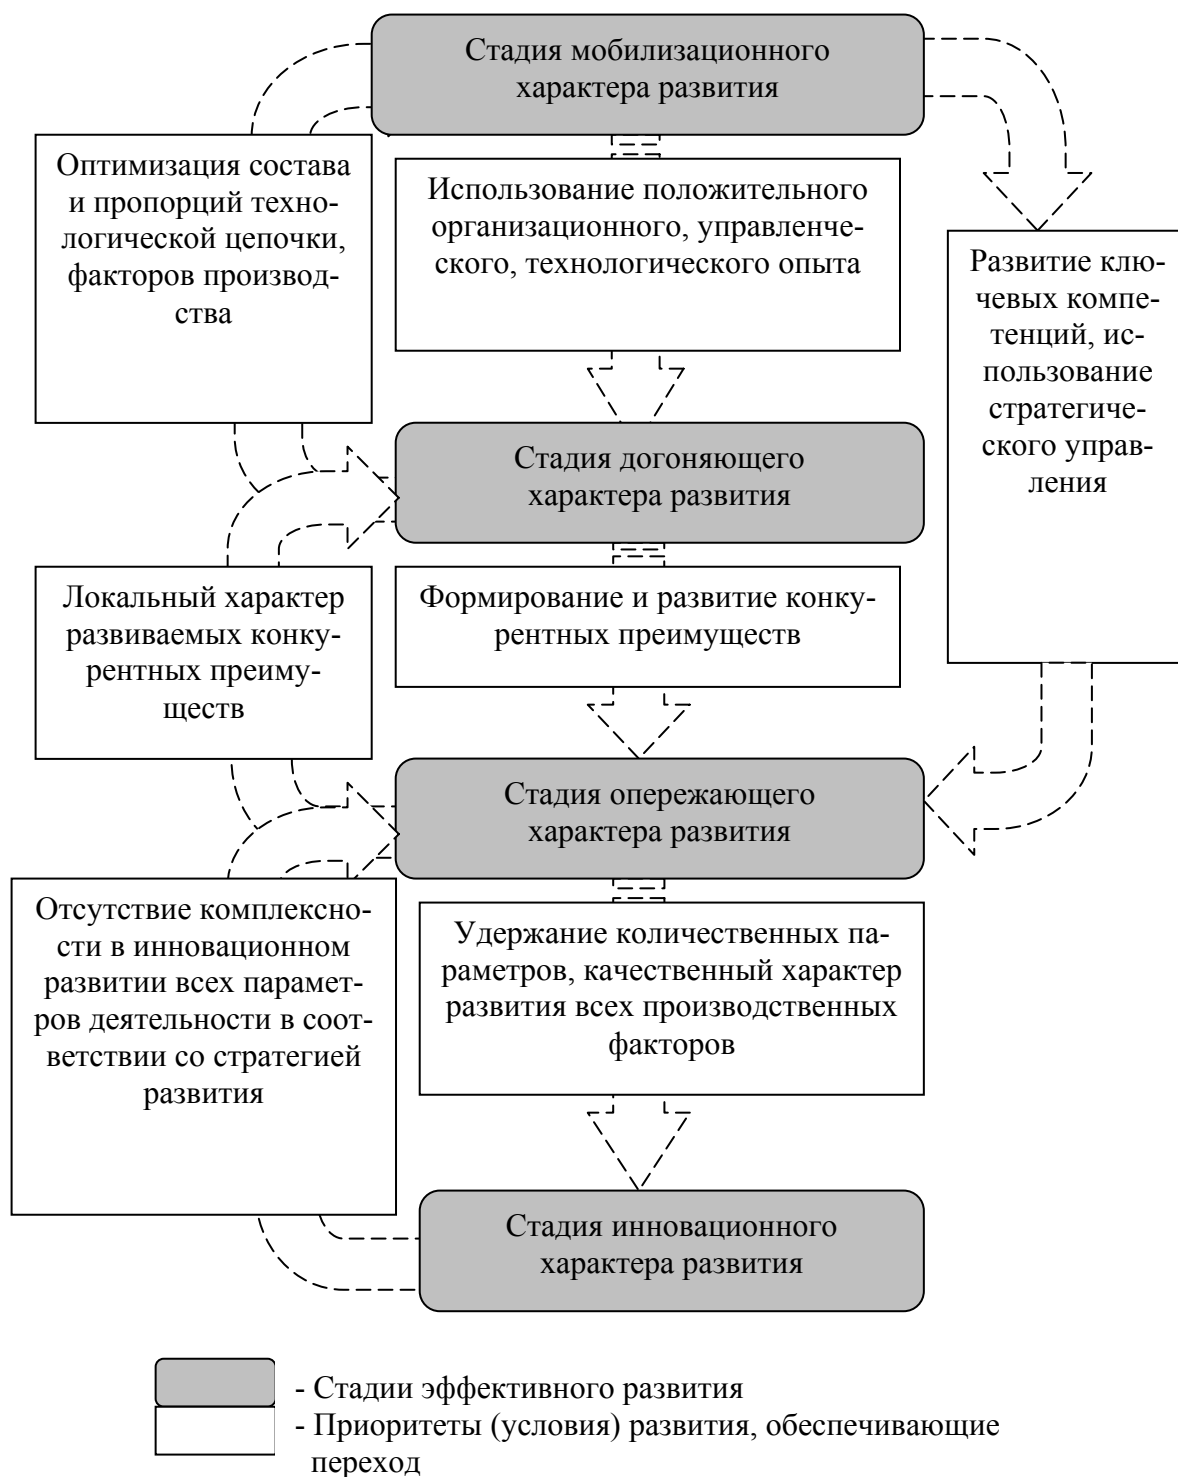 Стадия мобилизационного
характера развития
Оптимизация состава
и пропорций техно-
логической цепочки,
факторов производ-
ства
Использование положительного
организационного, управленче-
ского, технологического опыта
Развитие клю-
чевых компе-
тенций, ис-
пользование
стратегиче-
ского управ-
ления
Стадия догоняющего
характера развития
Локальный характер
развиваемых конку-
рентных преиму-
ществ
Формирование и развитие конку-
рентных преимуществ
Стадия опережающего
характера развития
Отсутствие комплексно-
сти в инновационном
развитии всех парамет-
ров деятельности в соот-
ветствии со стратегией
развития
Удержание количественных па-
раметров, качественный характер
развития всех производственных
факторов
Стадия инновационного
характера развития
- Стадии эффективного развития
- Приоритеты (условия) развития, обеспечивающие
переход